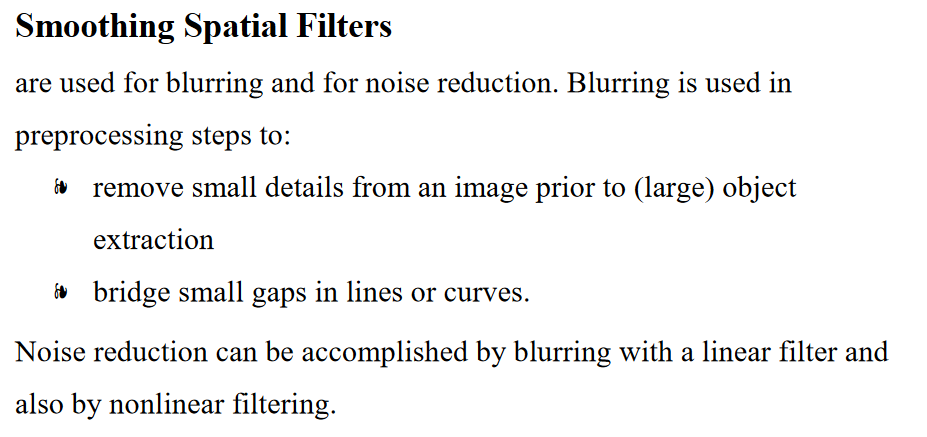 Smoothing Spatial Filters
are used for blurring and for noise reduction. Blurring is used in
preprocessing steps to:
❧ remove small details from an image prior to (large) object
extraction
❧ bridge small gaps in lines or curves.
Noise reduction can be accomplished by blurring with a linear filter and
also by nonlinear filtering.